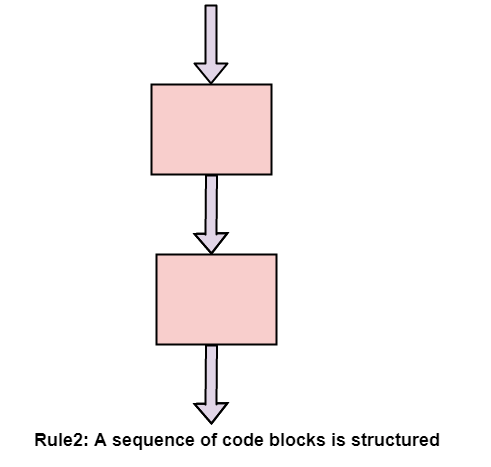 Rule2: A sequence of code blocks is structured